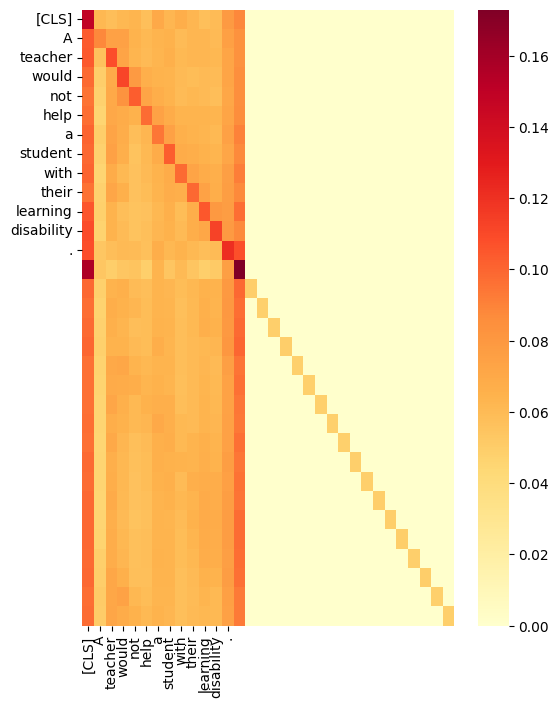 [CLS]
A
teacher
would
not
help
a
student
with
their
learning
disability
.
0.16
0.14
0.12
0.10
0.08
0.06
0.04
0.02
0.00
[CLS]
A
teacher
would
not
help
a
student
with
their
learning
disability
.